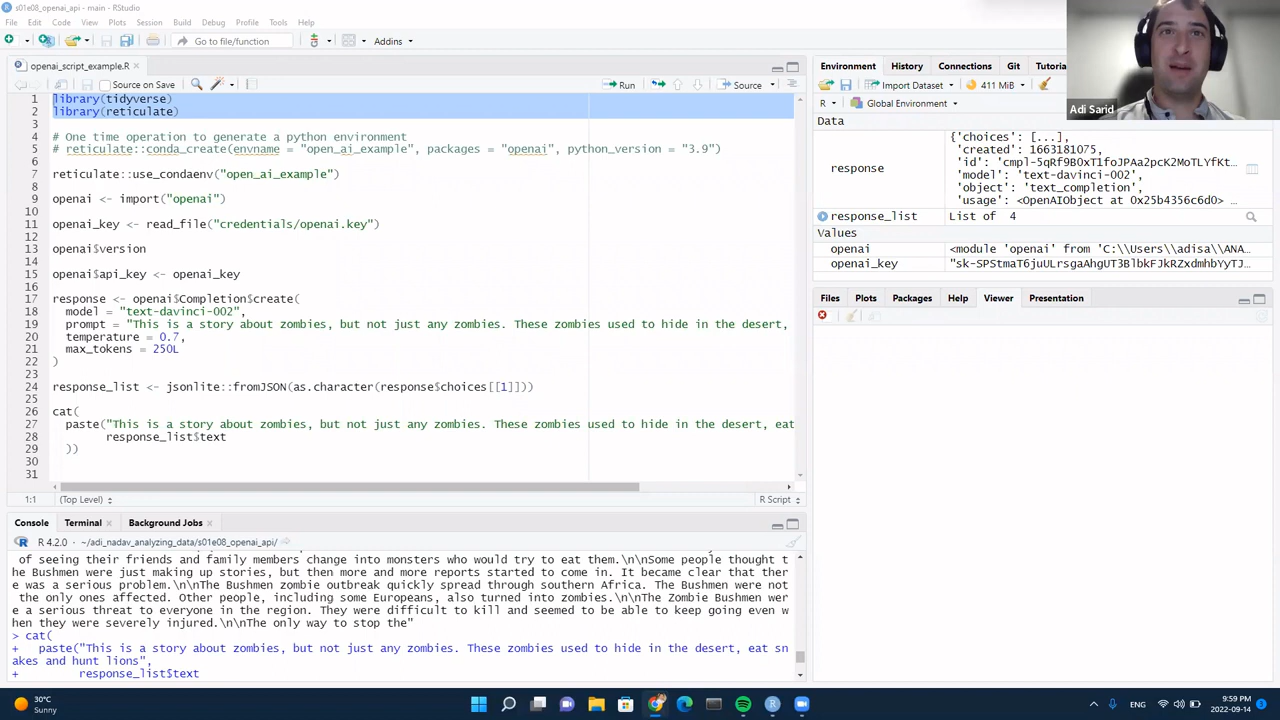 s01e08_openai_api - main - RStudio
File Edit Code View Plots Session Build Debug Profile Tools Help
Go to file/function Addins
openai_script_example.R
Source on Save Run Source
1 library(tidyverse)
2 library(reticulate)
3
4 # One time operation to generate a python environment
5 # reticulate::conda_create(envname = "open_ai_example", packages = "openai", python_version = "3.9")
6
7 reticulate::use_condaenv("open_ai_example")
8
9 openai <- import("openai")
10
11 openai_key <- read_file("credentials/openai.key")
12
13 openai$version
14
15 openai$api_key <- openai_key
16
17 response <- openai$Completion$create(
18 model = "text-davinci-002",
19 prompt = "This is a story about zombies, but not just any zombies. These zombies used to hide in the desert,
20 temperature = 0.7,
21 max_tokens = 250L
22 )
23
24 response_list <- jsonlite::fromJSON(as.character(response$choices[[1]]))
25
26 cat(
27 paste("This is a story about zombies, but not just any zombies. These zombies used to hide in the desert, eat
28 response_list$text
29 ))
30
31
1:1 (Top Level) R Script
Console Terminal Background Jobs
R 4.2.0 · ~/adi_nadav_analyzing_data/s01e08_openai_api/
of seeing their friends and family members change into monsters who would try to eat them.\n\nSome people thought t
he Bushmen were just making up stories, but then more and more reports started to come in. It became clear that ther
e was a serious problem.\n\nThe Bushmen zombie outbreak quickly spread through southern Africa. The Bushmen were not
the only ones affected. Other people, including some Europeans, also turned into zombies.\n\nThe Zombie Bushmen wer
e a serious threat to everyone in the region. They were difficult to kill and seemed to be able to keep going even w
hen they were severely injured.\n\nThe only way to stop the"
> cat(
+ paste("This is a story about zombies, but not just any zombies. These zombies used to hide in the desert, eat sn
akes and hunt lions",
+ response_list$text
Environment History Connections Git Tutoria
Import Dataset 411 MiB
R Global Environment
Data
response
{'choices': [...],
'created': 1663181075,
'id': 'cmpl-5qRf9B0xT1foJPAa2pcK2MoTLYfKt…
'model': 'text-davinci-002',
'object': 'text_completion',
'usage': <OpenAIObject at 0x25b4356c6d0> …
response_list List of 4
Values
openai <module 'openai' from 'C:\\Users\\adisa\\ANA…
openai_key "sk-SPStmaT6juULrsgaAhgUT3BlbkFJkRZxdmhbYyTJ…
Files Plots Packages Help Viewer Presentation
Adi Sarid
30°C
Sunny
ENG
9:59 PM
2022-09-14